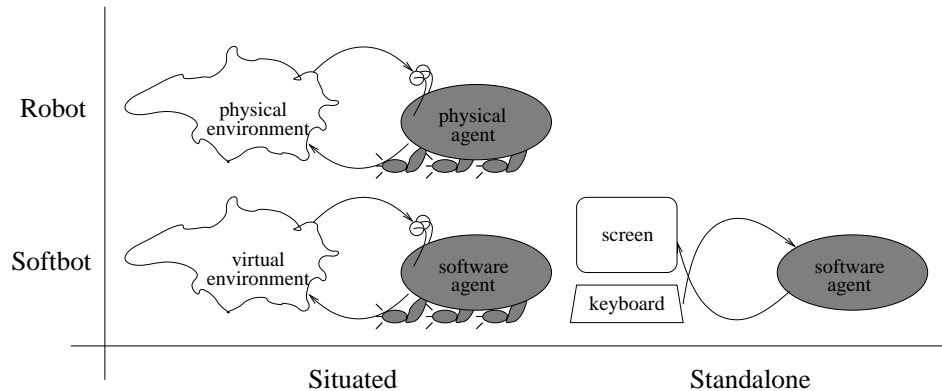 Robot
physical
environment
physical
agent
Softbot
virtual
environment
software
agent
screen
keyboard
software
agent
Situated
Standalone